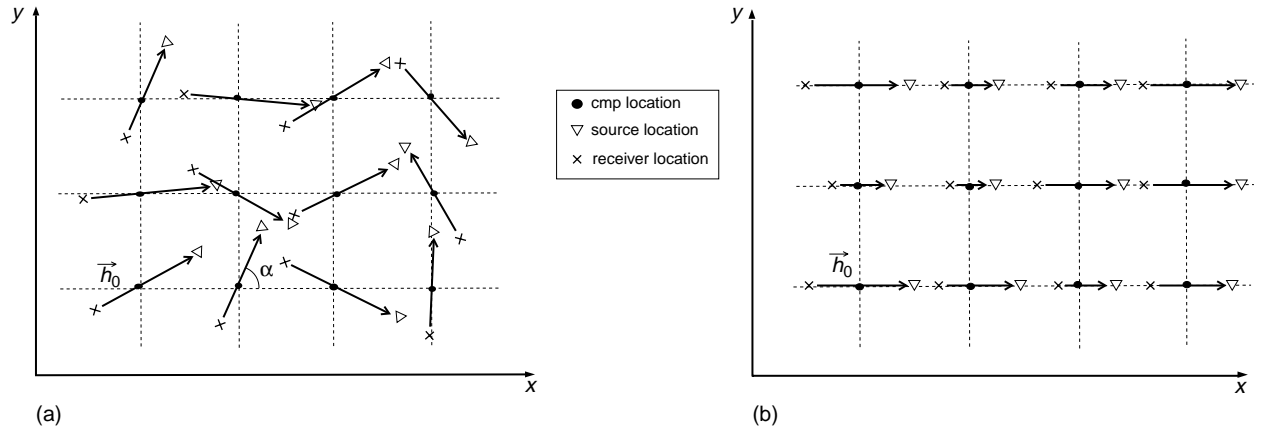 y
h₀
α
x
(a)
cmp location
source location
receiver location
y
h₀
x
(b)